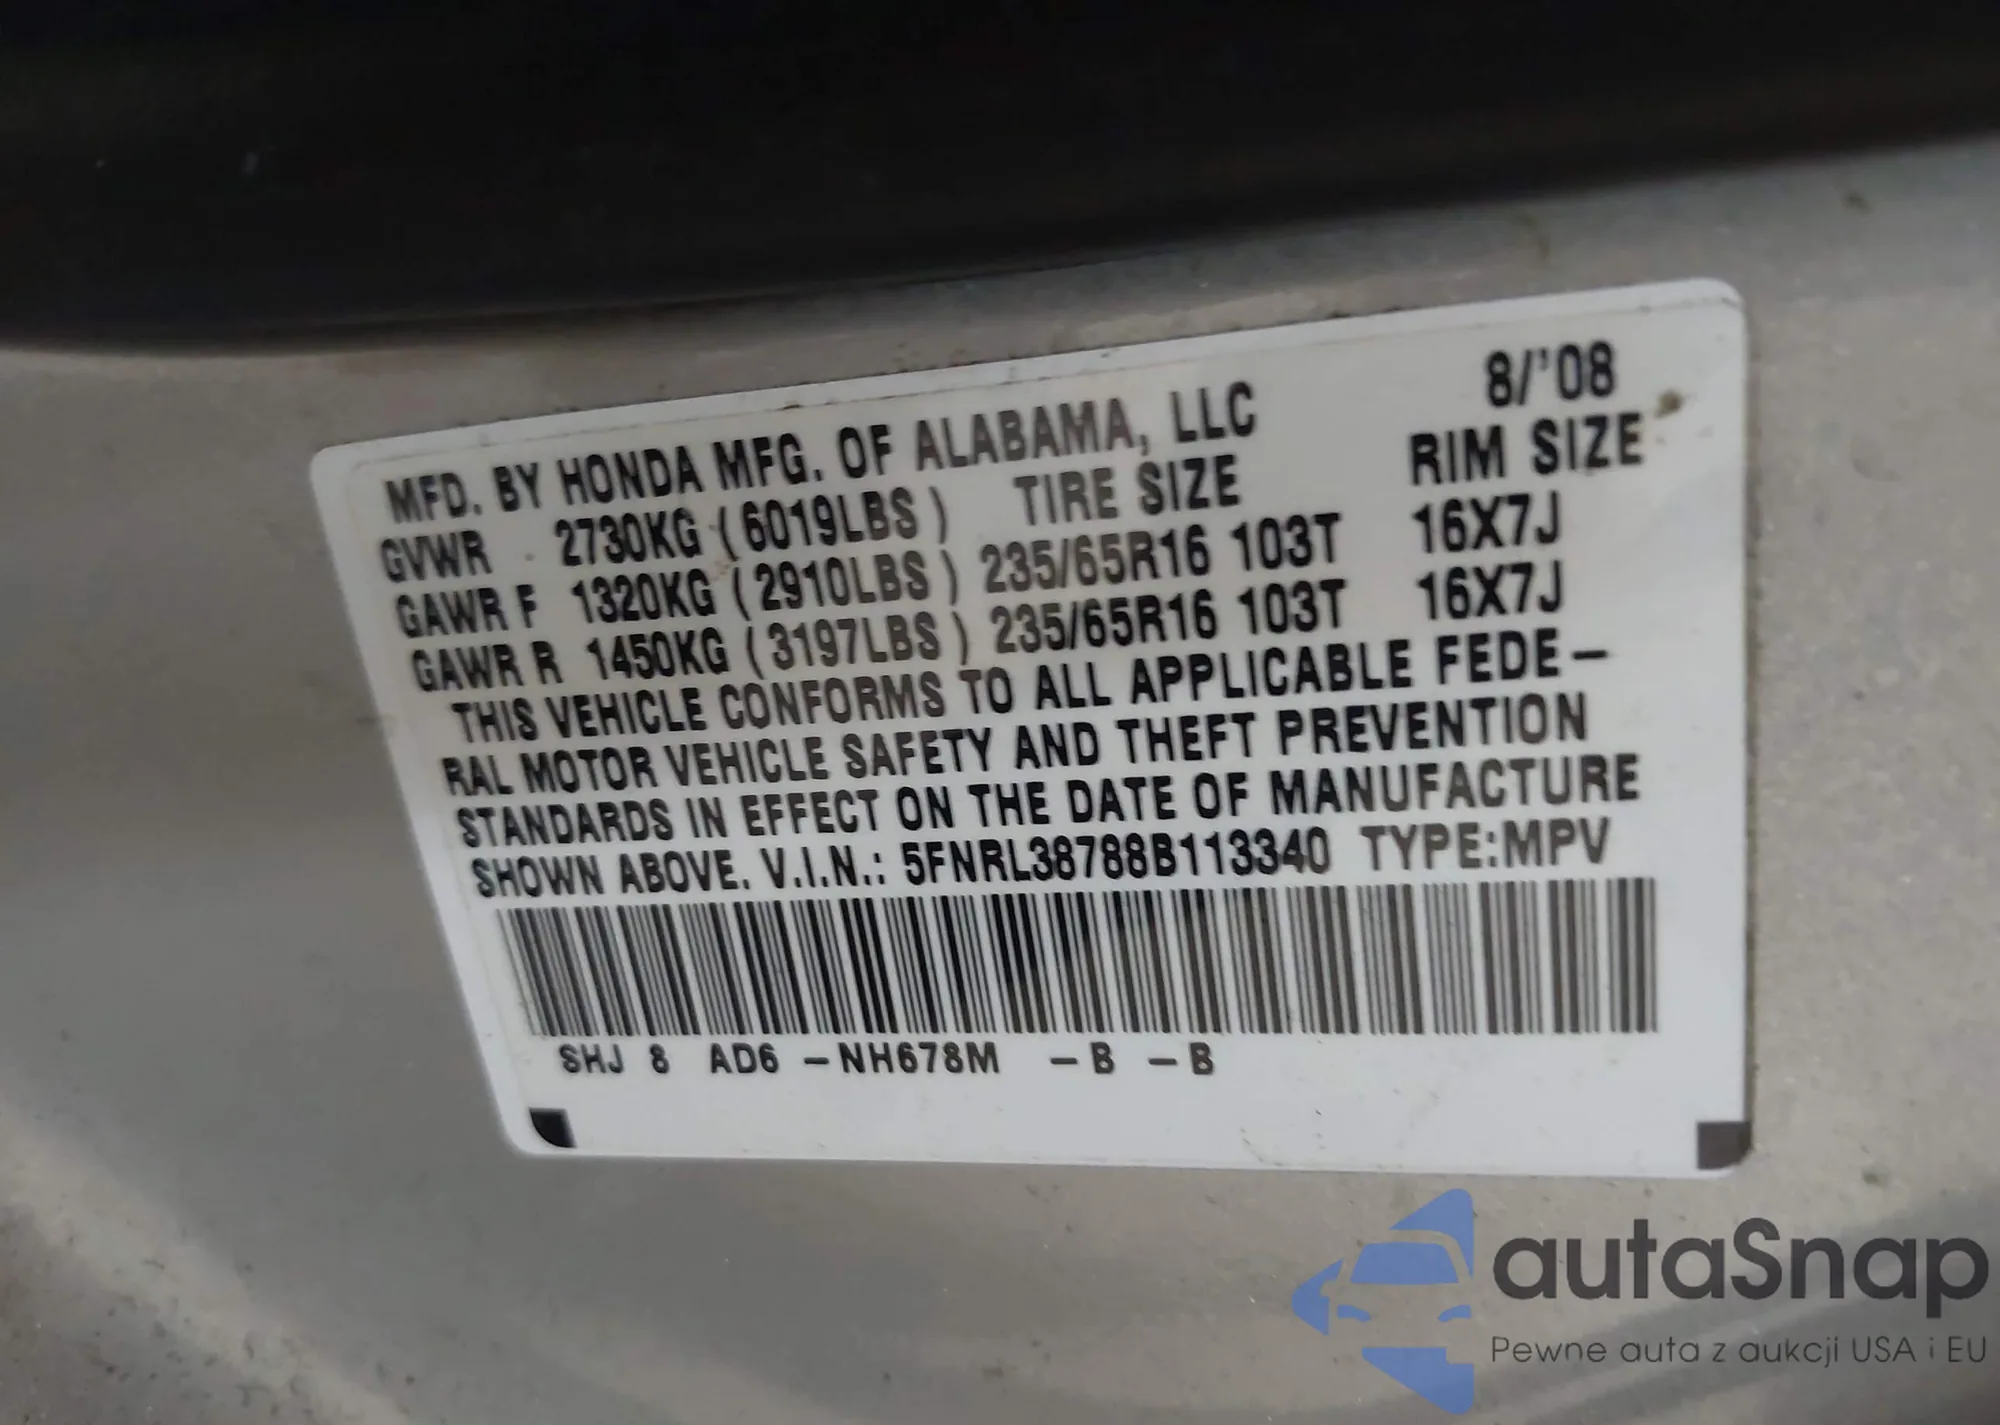 MFD. BY HONDA MFG. OF ALABAMA, LLC 8/'08
GVWR 2730KG (6019LBS) TIRE SIZE RIM SIZE
GAWR F 1320KG (2910LBS) 235/65R16 103T 16X7J
GAWR R 1450KG (3197LBS) 235/65R16 103T 16X7J
THIS VEHICLE CONFORMS TO ALL APPLICABLE FEDE-
RAL MOTOR VEHICLE SAFETY AND THEFT PREVENTION
STANDARDS IN EFFECT ON THE DATE OF MANUFACTURE
SHOWN ABOVE. V.I.N.: 5FNRL38788B113340 TYPE:MPV
SHJ 8 AD6 -NH678M -B -B
autaSnap
Pewne auta z aukcji USA i EU